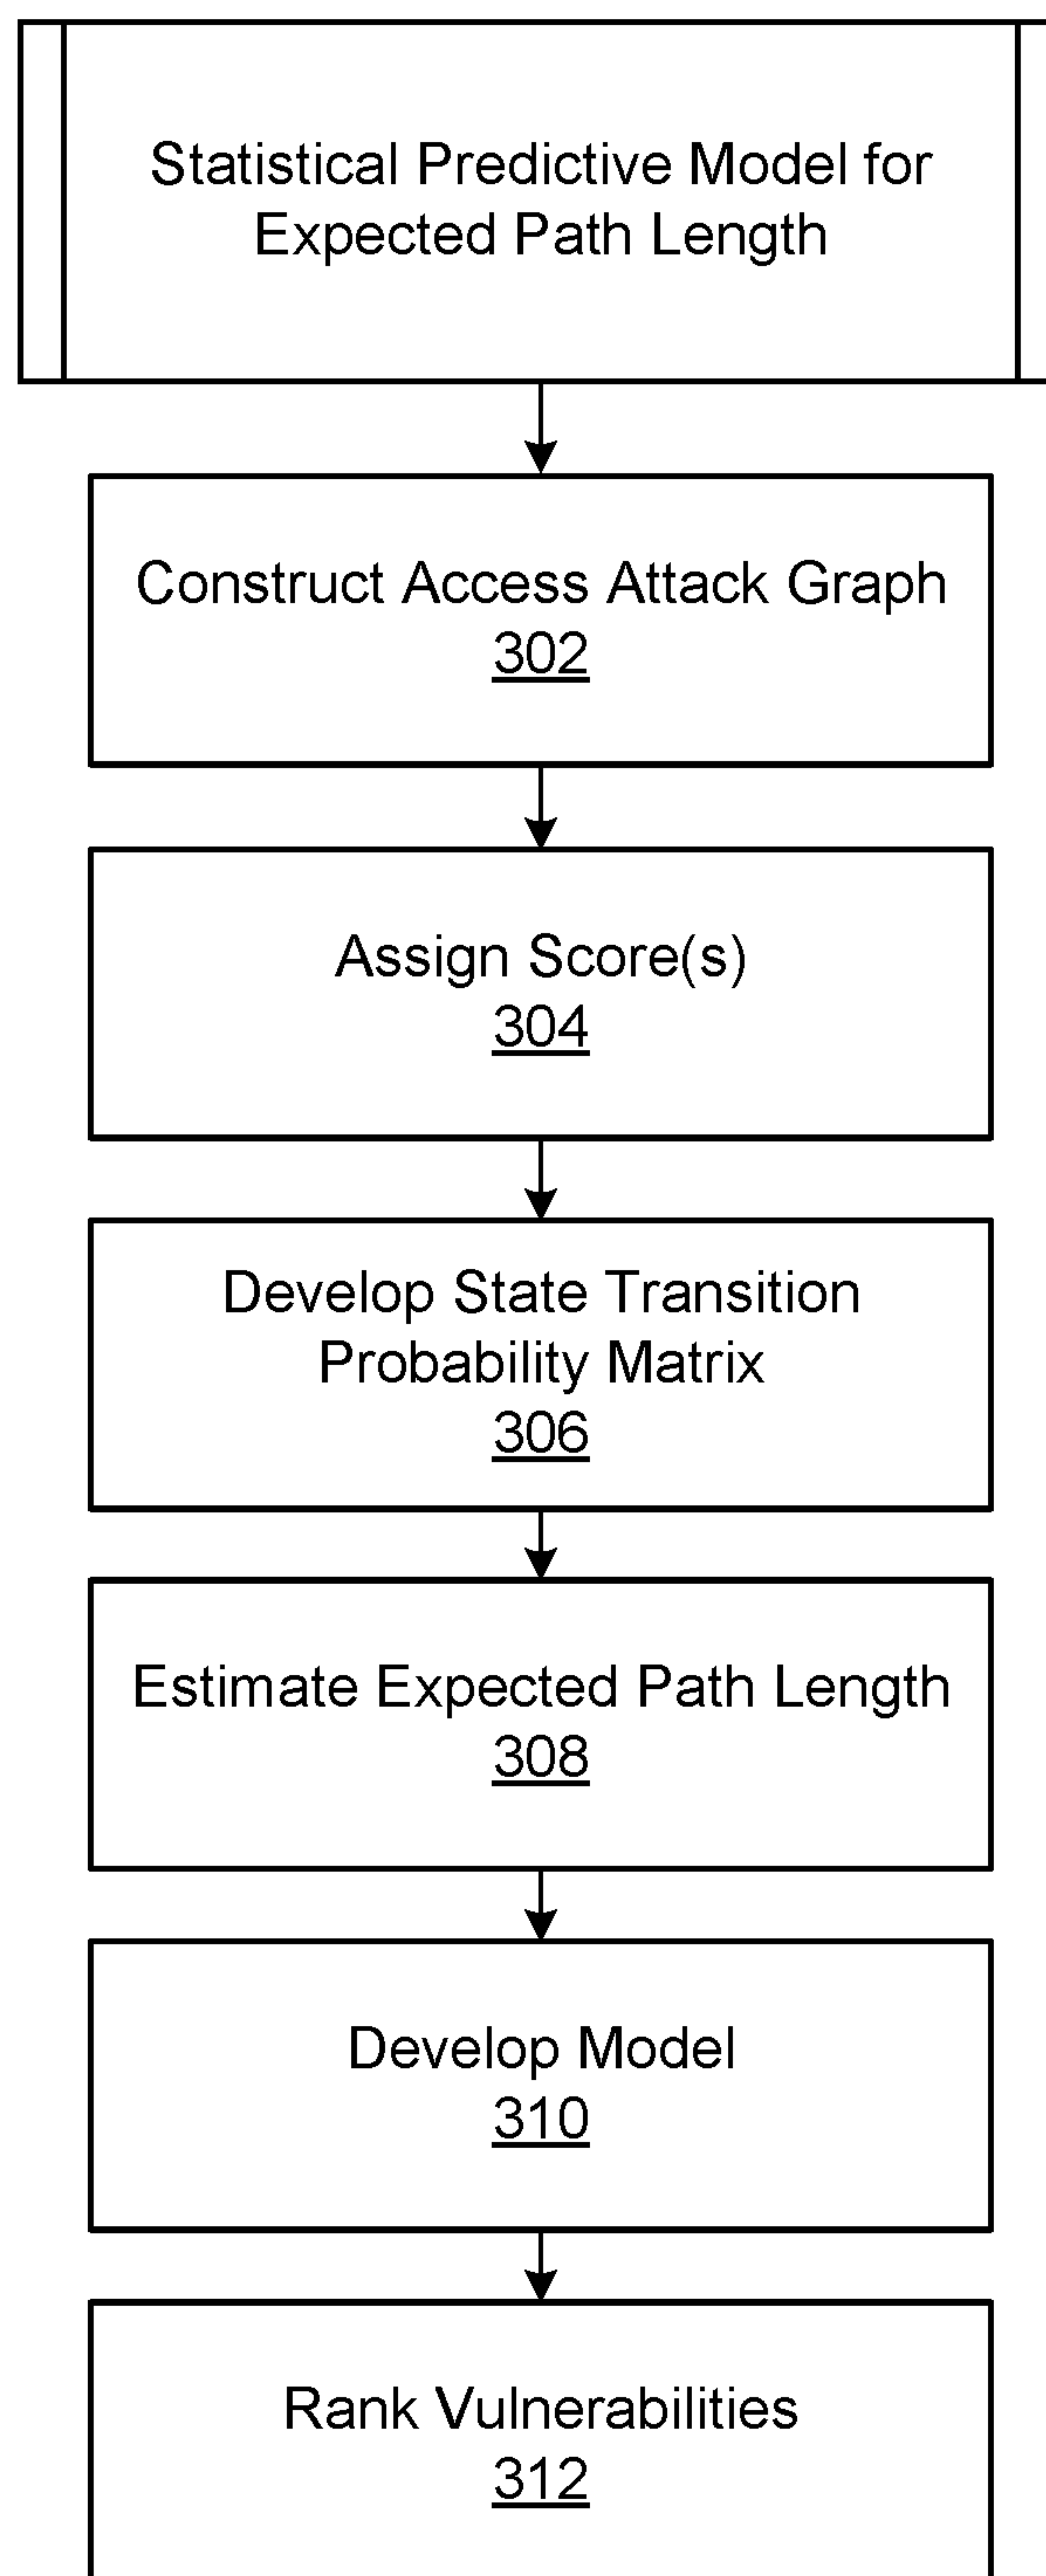 Statistical Predictive Model for
Expected Path Length
Construct Access Attack Graph
302
Assign Score(s)
304
Develop State Transition
Probability Matrix
306
Estimate Expected Path Length
308
Develop Model
310
Rank Vulnerabilities
312